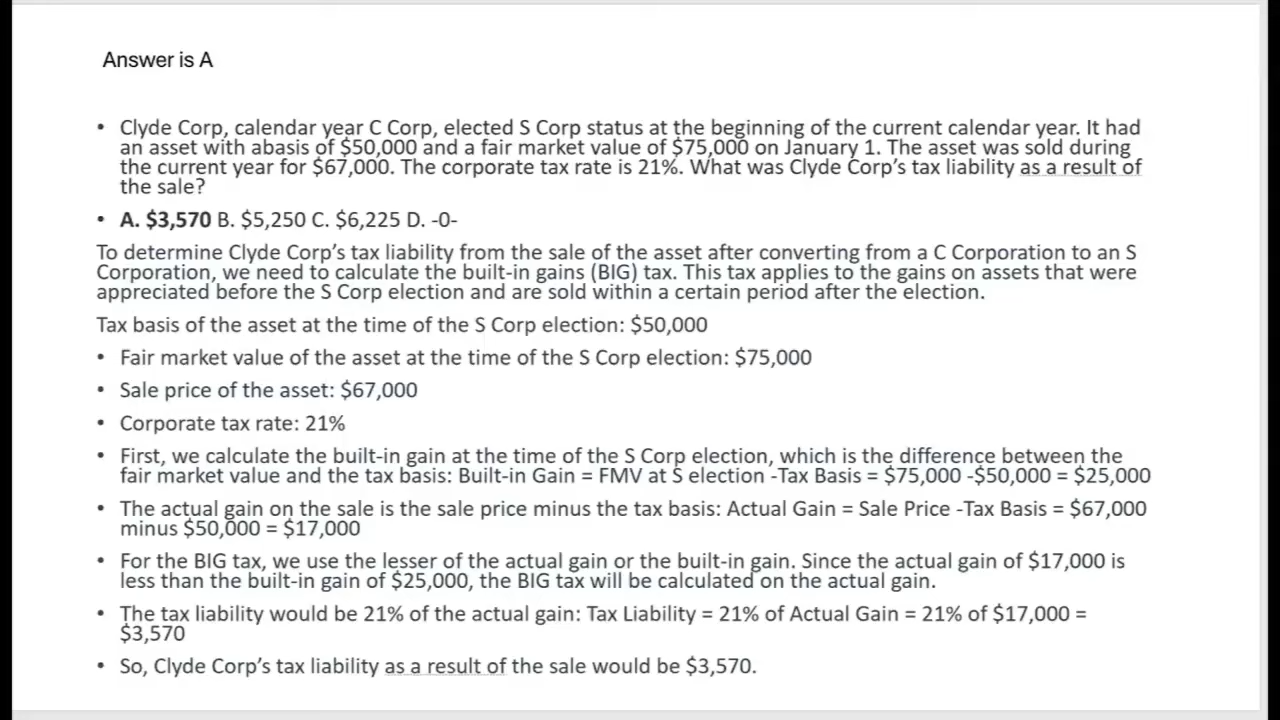 Answer is A
• Clyde Corp, calendar year C Corp, elected S Corp status at the beginning of the current calendar year. It had
an asset with abasis of $50,000 and a fair market value of $75,000 on January 1. The asset was sold during
the current year for $67,000. The corporate tax rate is 21%. What was Clyde Corp’s tax liability as a result of
the sale?
• A. $3,570 B. $5,250 C. $6,225 D. -0-
To determine Clyde Corp’s tax liability from the sale of the asset after converting from a C Corporation to an S
Corporation, we need to calculate the built-in gains (BIG) tax. This tax applies to the gains on assets that were
appreciated before the S Corp election and are sold within a certain period after the election.
Tax basis of the asset at the time of the S Corp election: $50,000
• Fair market value of the asset at the time of the S Corp election: $75,000
• Sale price of the asset: $67,000
• Corporate tax rate: 21%
• First, we calculate the built-in gain at the time of the S Corp election, which is the difference between the
fair market value and the tax basis: Built-in Gain = FMV at S election -Tax Basis = $75,000 -$50,000 = $25,000
• The actual gain on the sale is the sale price minus the tax basis: Actual Gain = Sale Price -Tax Basis = $67,000
minus $50,000 = $17,000
• For the BIG tax, we use the lesser of the actual gain or the built-in gain. Since the actual gain of $17,000 is
less than the built-in gain of $25,000, the BIG tax will be calculated on the actual gain.
• The tax liability would be 21% of the actual gain: Tax Liability = 21% of Actual Gain = 21% of $17,000 =
$3,570
• So, Clyde Corp’s tax liability as a result of the sale would be $3,570.